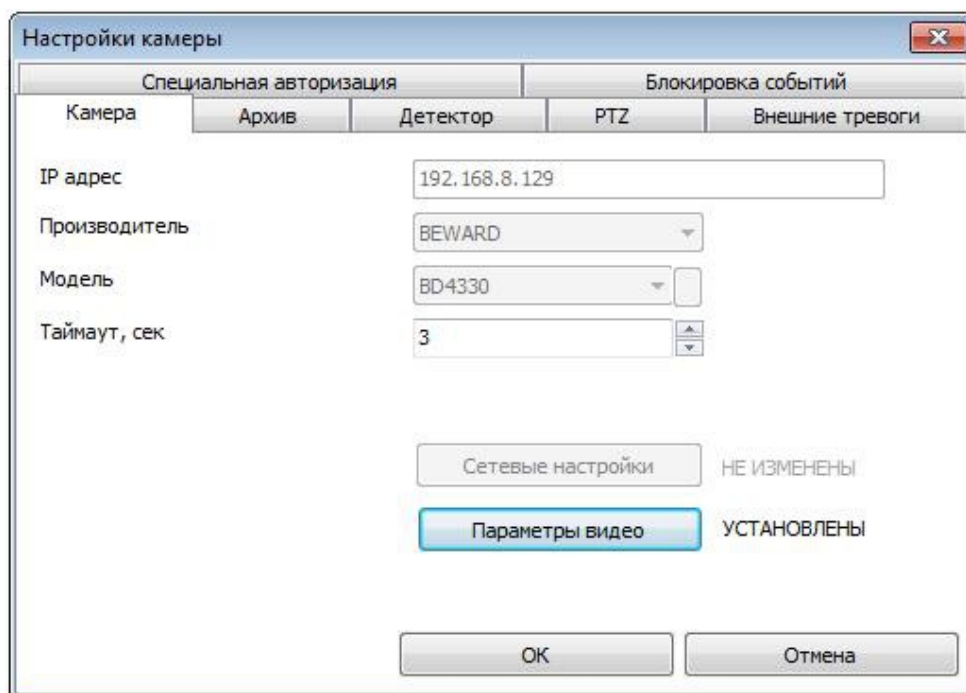 Настройки камеры
Специальная авторизация Блокировка событий
Камера Архив Детектор PTZ Внешние тревоги
IP адрес 192.168.8.129
Производитель BEWARD
Модель BD4330
Таймаут, сек 3
Сетевые настройки НЕ ИЗМЕНЕНЫ
Параметры видео УСТАНОВЛЕНЫ
OK Отмена